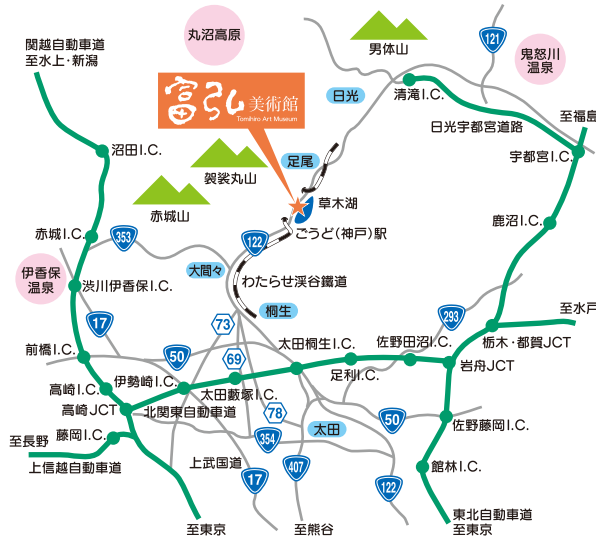 関越自動車道
至水上・新潟
丸沼高原
男体山
121
鬼怒川
温泉
富弘美術館
Tomihiro Art Museum
日光
清滝I.C.
日光宇都宮道路
至福島
沼田I.C.
宇都宮I.C.
足尾
袈裟丸山
草木湖
赤城山
鹿沼I.C.
赤城I.C.
353
122
ごうど(神戸)駅
伊香保
温泉
大間々
わたらせ渓谷鐵道
渋川伊香保I.C.
桐生
293
至水戸
17
73
栃木・都賀JCT
前橋I.C.
50
69
太田桐生I.C.
佐野田沼I.C.
岩舟JCT
高崎I.C.
伊勢崎I.C.
足利I.C.
太田藪塚I.C.
高崎JCT
北関東自動車道
78
50
佐野藤岡I.C.
至長野
藤岡I.C.
太田
354
上信越自動車道
上武国道
17
407
122
館林I.C.
至東京
至熊谷
東北自動車道
至東京